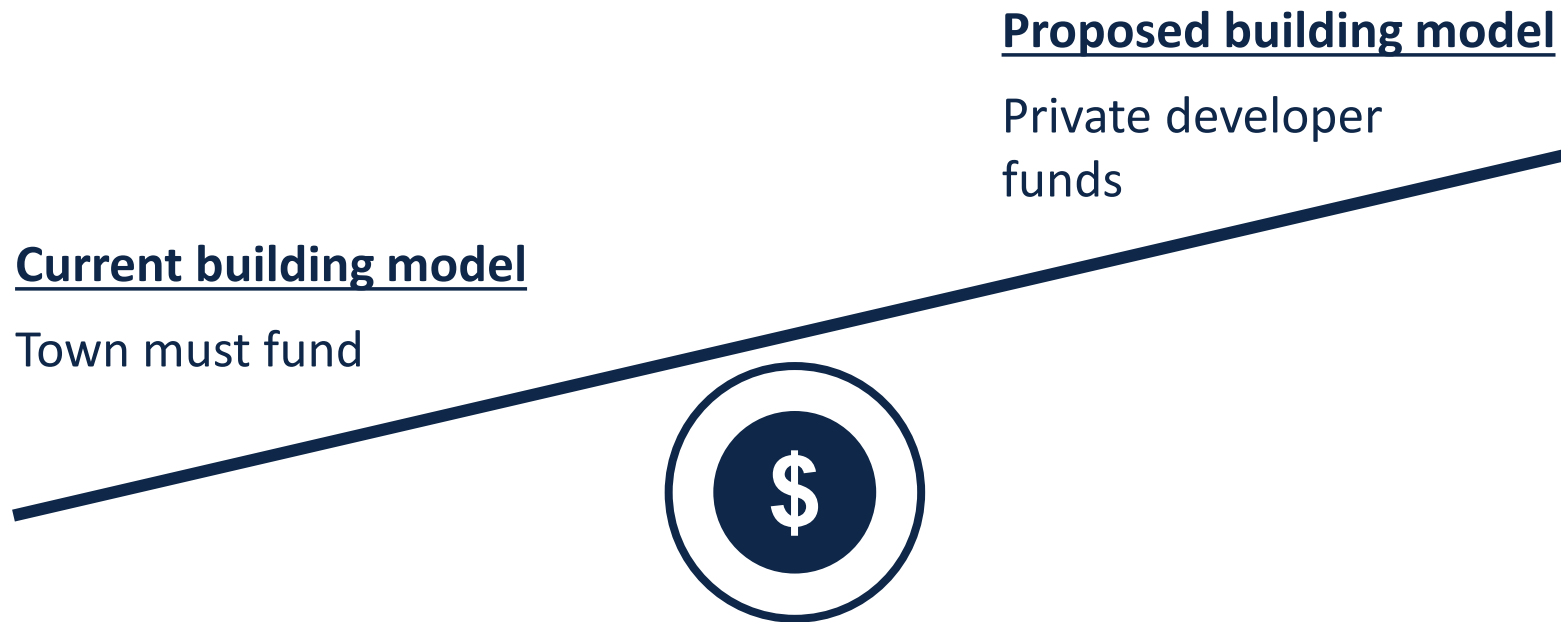 Proposed building model
Private developer
funds
Current building model
Town must fund
$